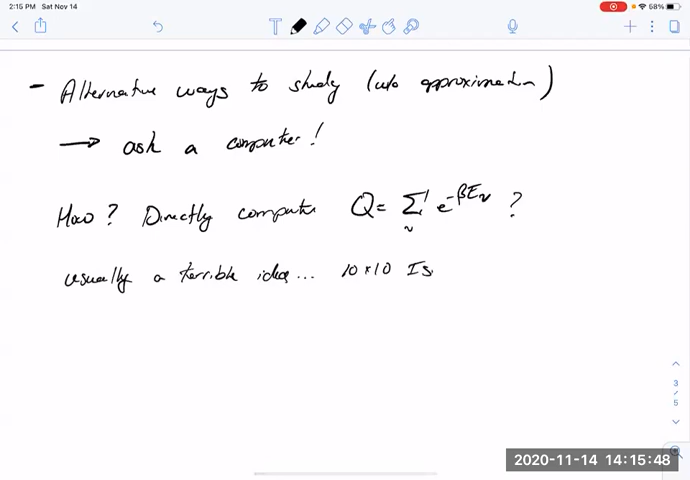 2:15 PM Sat Nov 14
68%
- Alternative ways to study (w/o approximation)
→ ask a computer!
How? Directly compute Q = Σ_ν e^{-βE_ν} ?
usually a terrible idea... 10×10 Is
3
/
5
2020-11-14 14:15:48